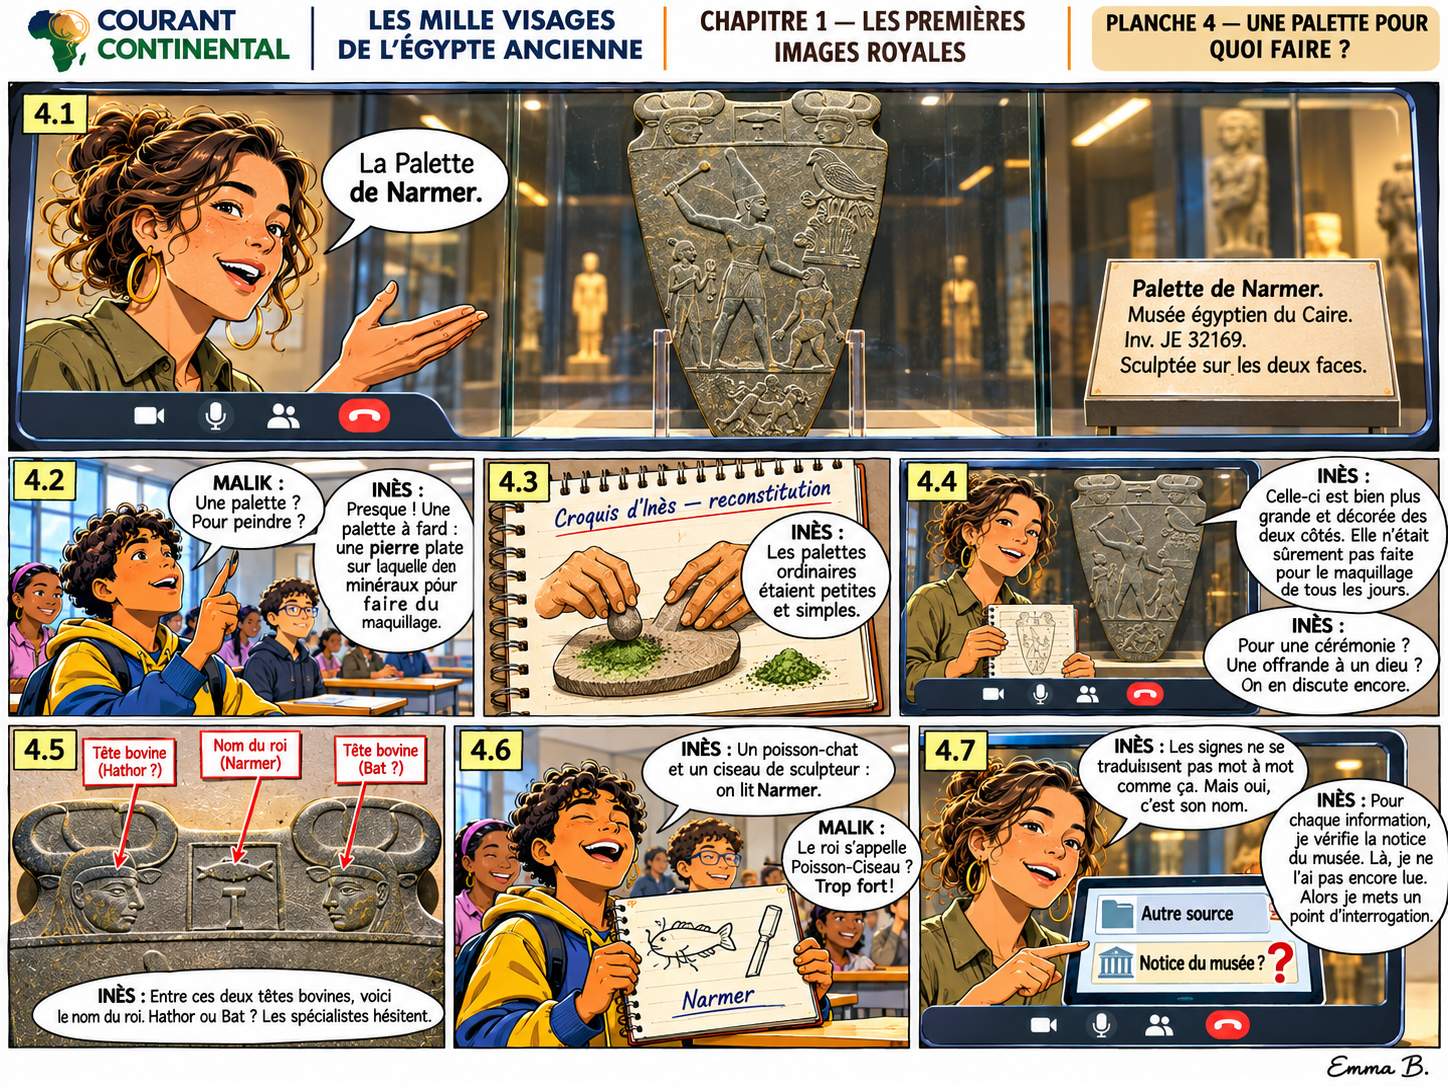 COURANT
CONTINENTAL
LES MILLE VISAGES
DE L'ÉGYPTE ANCIENNE
CHAPITRE 1 — LES PREMIÈRES
IMAGES ROYALES
PLANCHE 4 — UNE PALETTE POUR
QUOI FAIRE ?
4.1
La Palette
de Narmer.
Palette de Narmer.
Musée égyptien du Caire.
Inv. JE 32169.
Sculptée sur les deux faces.
4.2
MALIK :
Une palette ?
Pour peindre ?
INÈS :
Presque ! Une
palette à fard :
une pierre plate
sur laquelle den
minéraux póur
faire du
maquillage.
4.3
Croquis d'Inès — reconstitution
INÈS :
Les palettes
ordinaires
étaient petites
et simples.
4.4
INÈS :
Celle-ci est bien plus
grande et décorée des
deux côtés. Elle n'était
sûrement pas faite
pour le maquillage
de tous les jours.
INÈS :
Pour une cérémonie ?
Une offrande à un dieu ?
On en discute encore.
4.5
Tête bovine
(Hathor ?)
Nom du roi
(Narmer)
Tête bovine
(Bat ?)
INÈS : Entre ces deux têtes bovines, voici
le nom du roi. Hathor ou Bat ? Les spécialistes hésitent.
4.6
INÈS : Un poisson-chat
et un ciseau de sculpteur :
on lit Narmer.
MALIK :
Le roi s'appelle
Poisson-Ciseau ?
Trop fort!
Narmer
4.7
INÈS : Les signes ne se
traduisent pas mot à mot
comme ça. Mais oui,
c'est son nom.
INÈS : Pour
chaque information,
je vérifie la notice
du musée. Là, je ne
l'ai pas encore lue.
Alors je mets un
point d'interrogation.
Autre source
Notice du musée ? ?
Emma B.